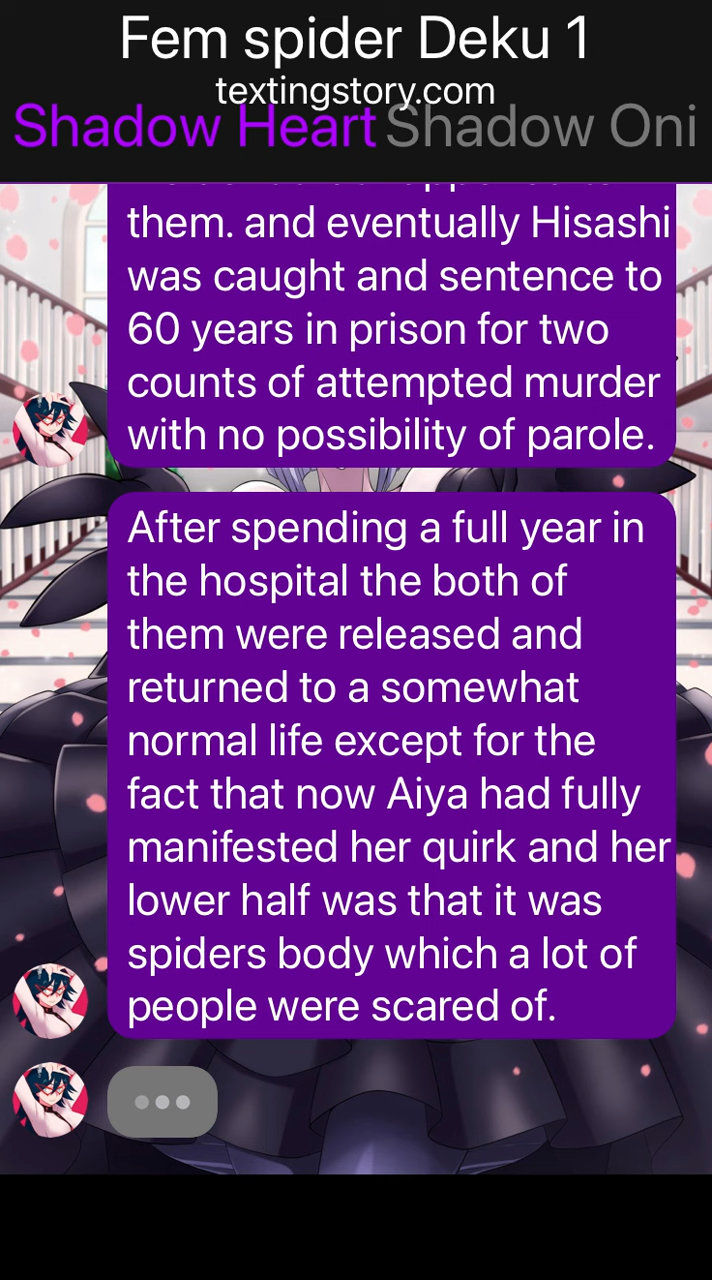 Fem spider Deku 1
textingstory.com
Shadow Heart Shadow Oni
them. and eventually Hisashi
was caught and sentence to
60 years in prison for two
counts of attempted murder
with no possibility of parole.
After spending a full year in
the hospital the both of
them were released and
returned to a somewhat
normal life except for the
fact that now Aiya had fully
manifested her quirk and her
lower half was that it was
spiders body which a lot of
people were scared of.